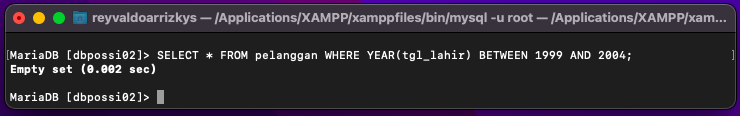 reyvaldoarrizkys — /Applications/XAMPP/xamppfiles/bin/mysql -u root — /Applications/XAMPP/xam...
[MariaDB [dbpossi02]> SELECT * FROM pelanggan WHERE YEAR(tgl_lahir) BETWEEN 1999 AND 2004; ]
Empty set (0.002 sec)
MariaDB [dbpossi02]>